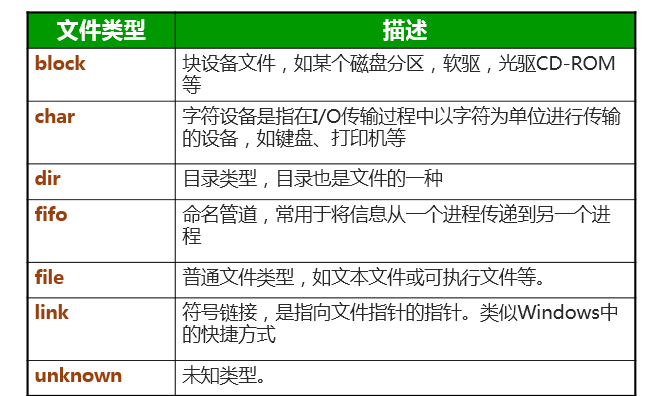 文件类型 描述
block 块设备文件，如某个磁盘分区，软驱，光驱CD-ROM
等
char 字符设备是指在I/O传输过程中以字符为单位进行传输
的设备，如键盘、打印机等
dir 目录类型，目录也是文件的一种
fifo 命名管道，常用于将信息从一个进程传递到另一个进
程
file 普通文件类型，如文本文件或可执行文件等。
link 符号链接，是指向文件指针的指针。类似Windows中
的快捷方式
unknown 未知类型。